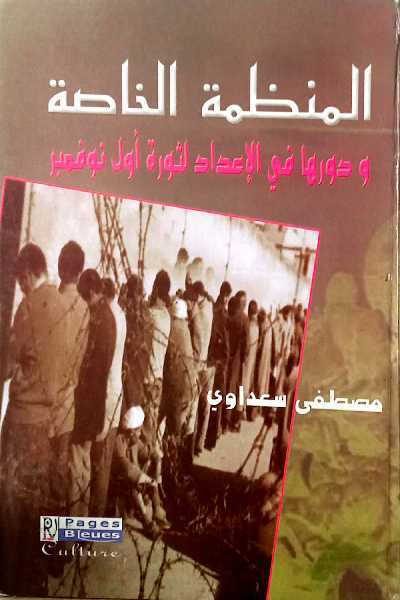 المنظمة الخاصة
و دورها في الإعداد لثورة أول نوفمبر
مصطفى سعداوي
Pages
Bleues
Culture